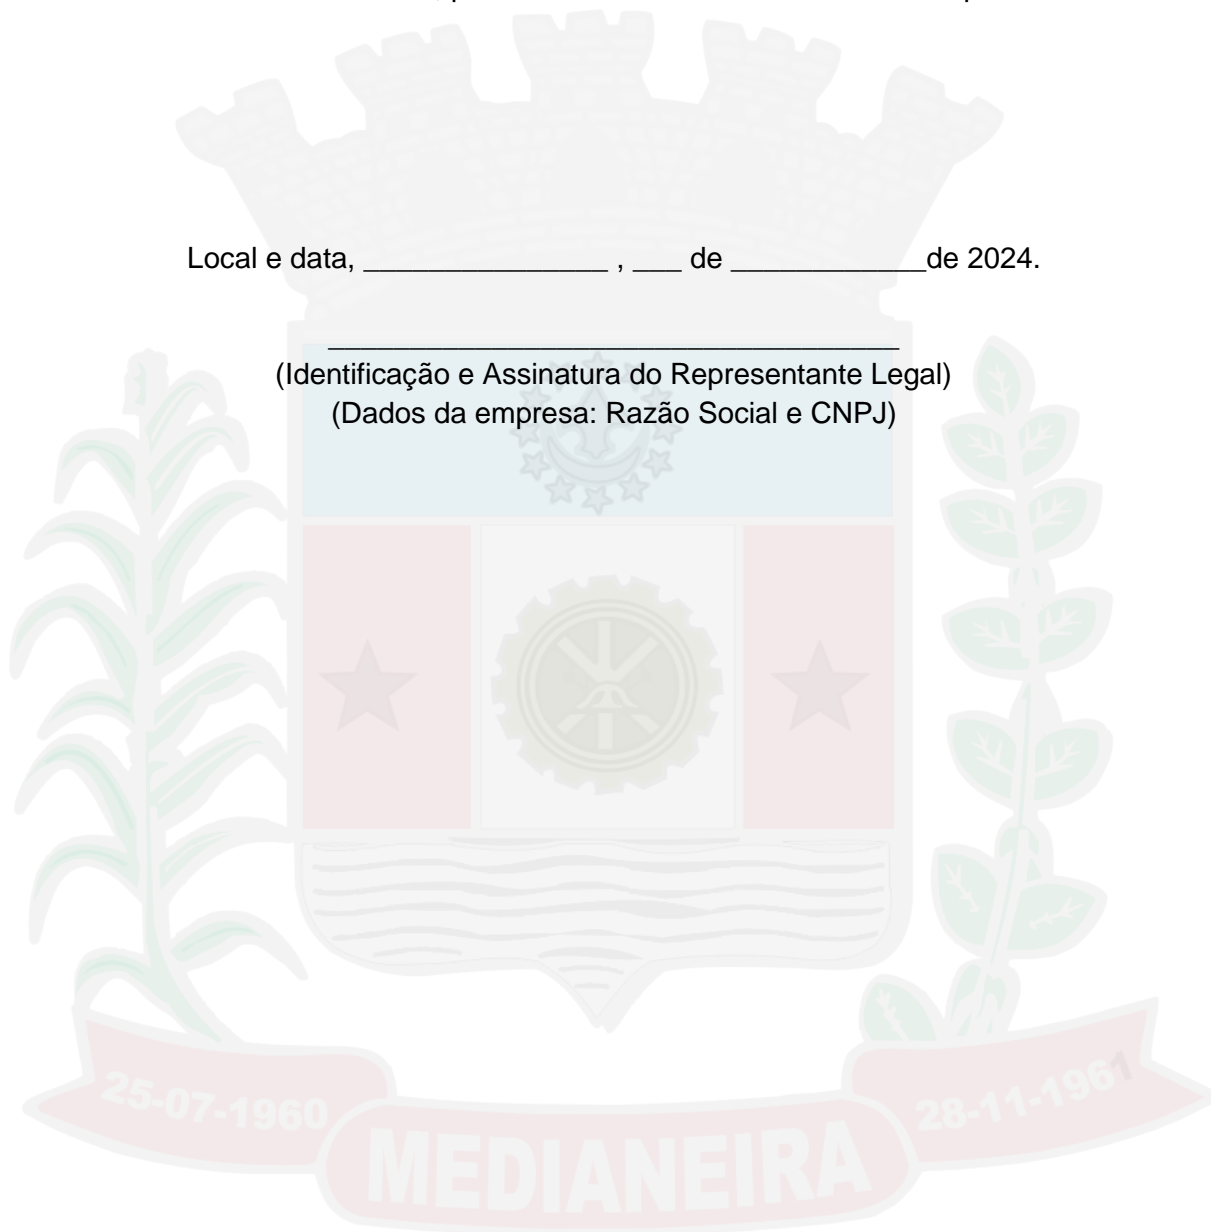 Local e data, _______________ , ___ de ____________de 2024.
___________________________________
(Identificação e Assinatura do Representante Legal)
(Dados da empresa: Razão Social e CNPJ)
25-07-1960
28-11-1961
MEDIANEIRA